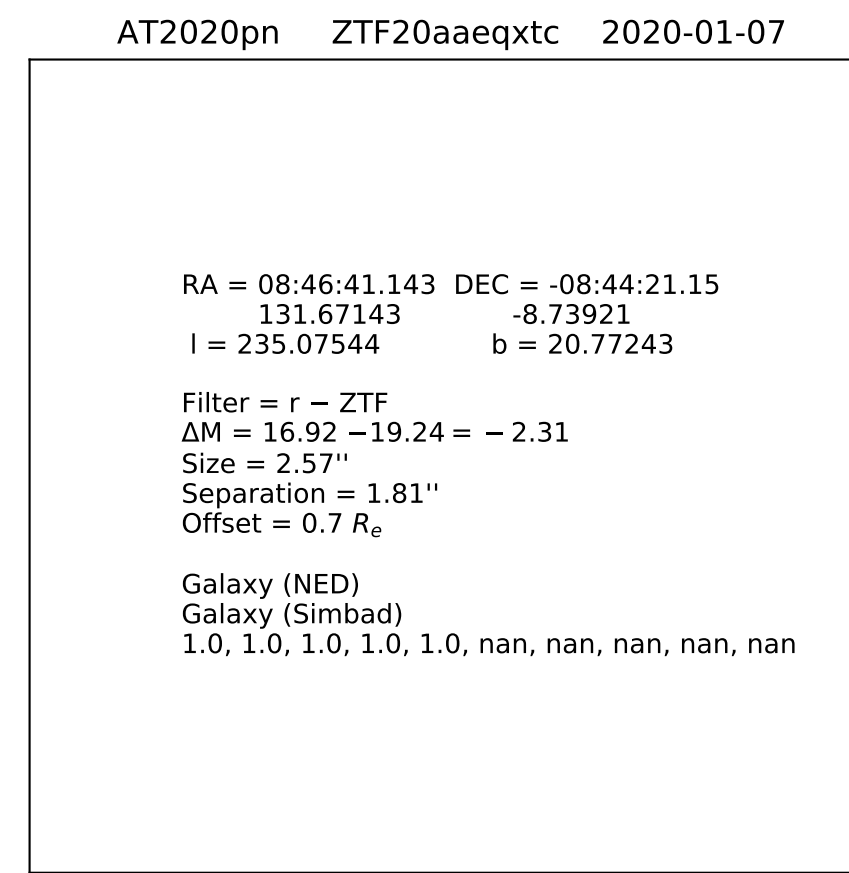 AT2020pn ZTF20aaeqxtc 2020-01-07
RA = 08:46:41.143 DEC = -08:44:21.15
131.67143 -8.73921
l = 235.07544 b = 20.77243
Filter = r − ZTF
ΔM = 16.92 −19.24 = − 2.31
Size = 2.57''
Separation = 1.81''
Offset = 0.7 Re
Galaxy (NED)
Galaxy (Simbad)
1.0, 1.0, 1.0, 1.0, 1.0, nan, nan, nan, nan, nan